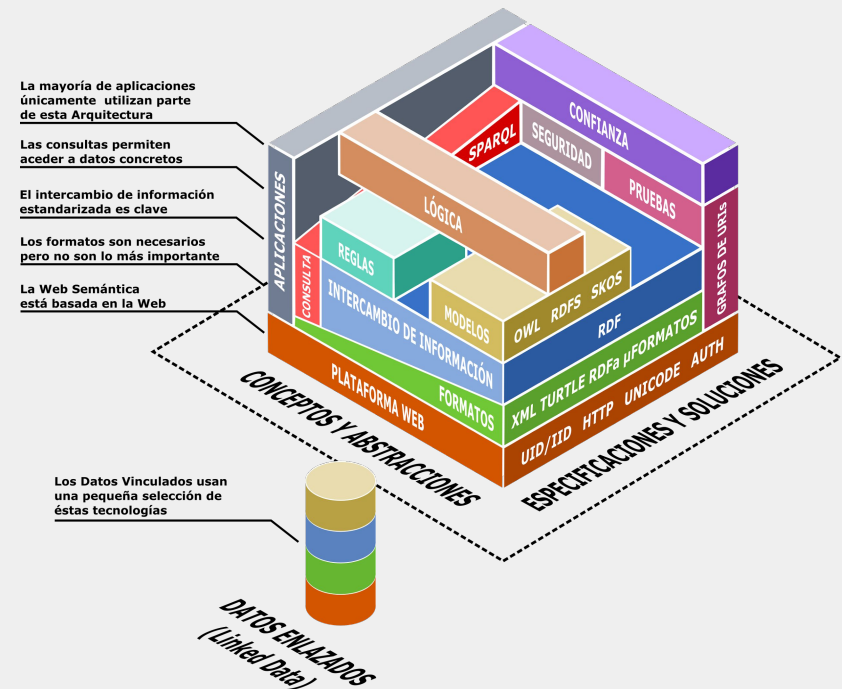 La mayoría de aplicaciones
únicamente utilizan parte
de esta Arquitectura
Las consultas permiten
aceder a datos concretos
El intercambio de información
estandarizada es clave
Los formatos son necesarios
pero no son lo más importante
La Web Semántica
está basada en la Web
APLICACIONES
CONFIANZA
SPARQL
SEGURIDAD
PRUEBAS
LÓGICA
GRAFOS DE URIs
REGLAS
CONSULTA
INTERCAMBIO DE INFORMACIÓN
MODELOS
OWL RDFS SKOS
RDF
FORMATOS
XML TURTLE RDFa μFORMATOS
PLATAFORMA WEB
UID/IID HTTP UNICODE AUTH
CONCEPTOS Y ABSTRACCIONES
ESPECIFICACIONES Y SOLUCIONES
Los Datos Vinculados usan
una pequeña selección de
éstas tecnologías
DATOS ENLAZADOS
(Linked Data)